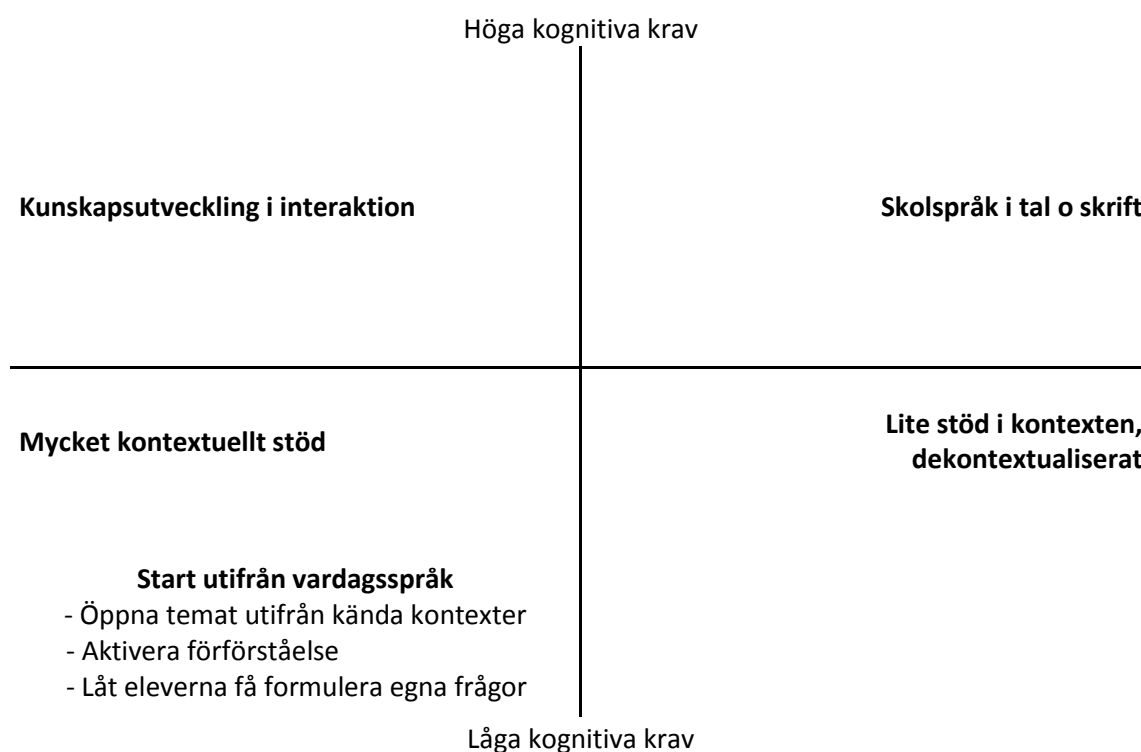 Höga kognitiva krav
Kunskapsutveckling i interaktion
Skolspråk i tal o skrift
Mycket kontextuellt stöd
Lite stöd i kontexten,
dekontextualiserat
Start utifrån vardagsspråk
- Öppna temat utifrån kända kontexter
- Aktivera förförståelse
- Låt eleverna få formulera egna frågor
Låga kognitiva krav